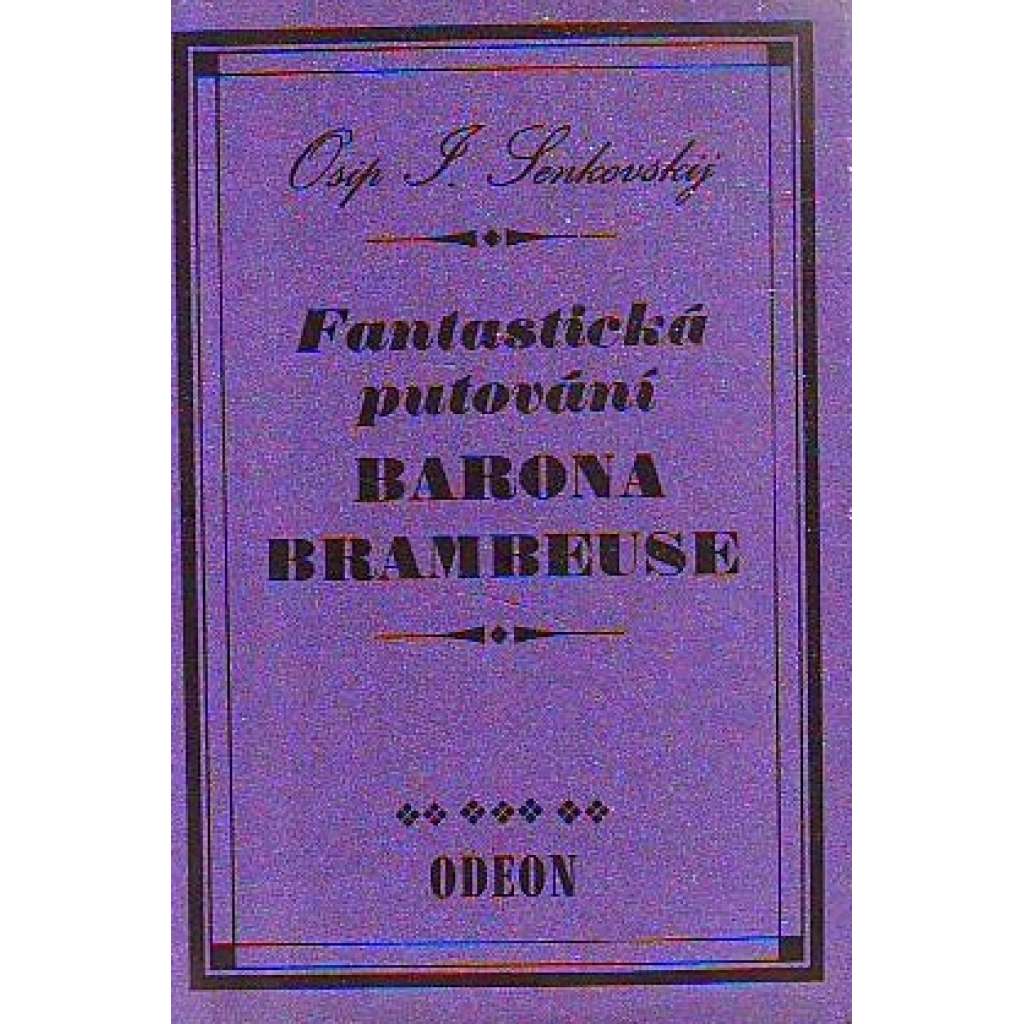 Osip I. Senkovskij
Fantastická
putování
BARONA
BRAMBEUSE
ODEON